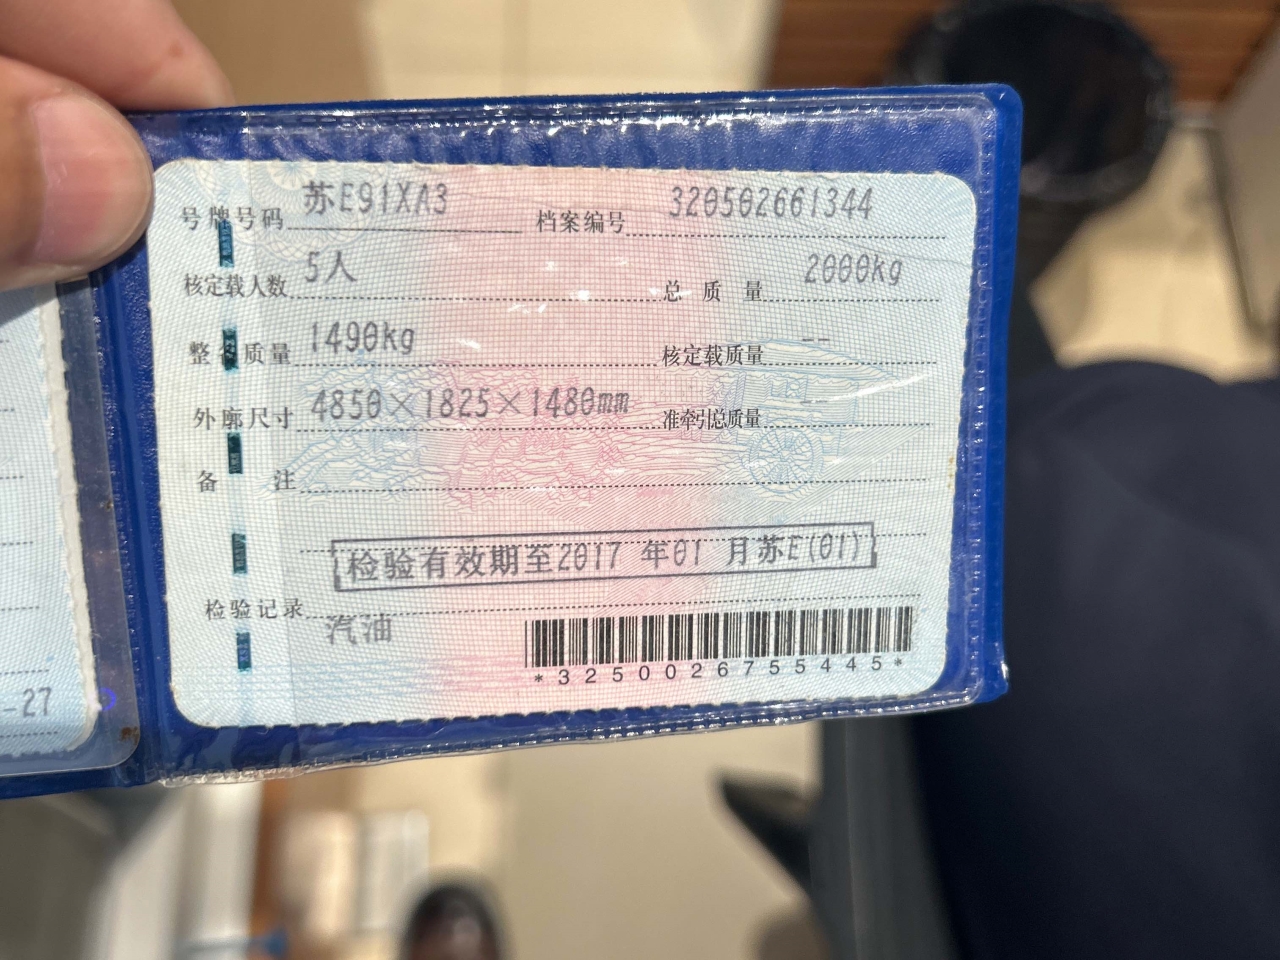 号牌号码 苏E91XA3 档案编号 320502661344
核定载人数 5人 总质量 2000kg
整备质量 1490kg 核定载质量 --
外廓尺寸 4850×1825×1480mm 准牵引总质量 --
备注
检验有效期至2017 年01 月苏E(01)
检验记录
汽油
*3250026755445*
-27